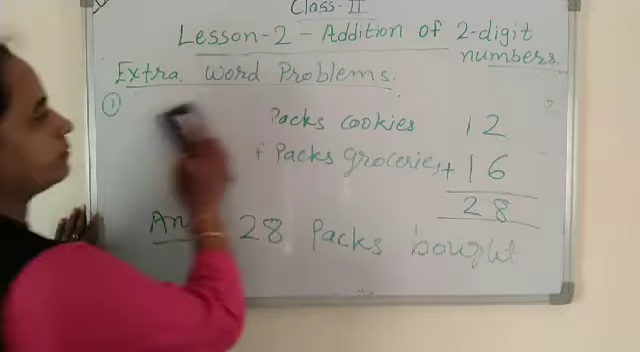 Class-II
Lesson-2 - Addition of 2-digit
numbers
Extra Word Problems.
① Packs cookies 12
+ Packs groceries + 16
28
An 28 Packs bought